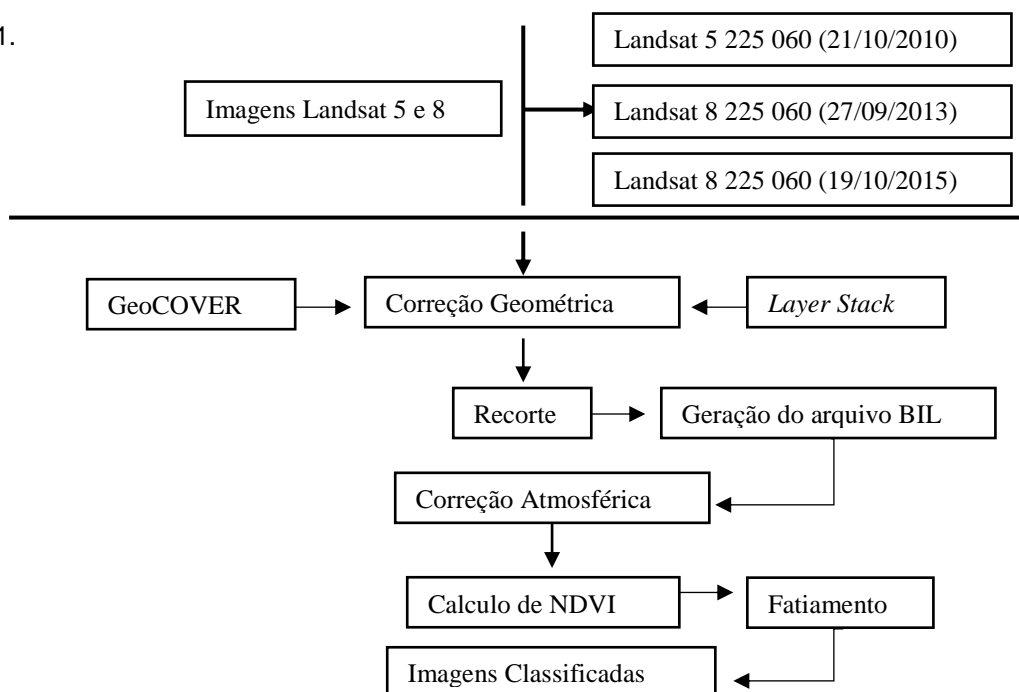 1.
Landsat 5 225 060 (21/10/2010)
Imagens Landsat 5 e 8
Landsat 8 225 060 (27/09/2013)
Landsat 8 225 060 (19/10/2015)
GeoCOVER
Correção Geométrica
Layer Stack
Recorte
Geração do arquivo BIL
Correção Atmosférica
Calculo de NDVI
Fatiamento
Imagens Classificadas